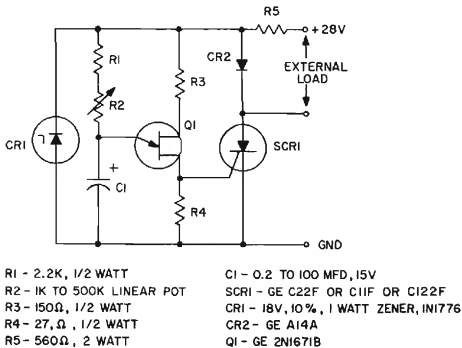 R5
+28V
R1
CR2
EXTERNAL
LOAD
R3
R2
Q1
CR1
SCR1
+
C1
R4
GND
R1 - 2.2K, 1/2 WATT
R2 - 1K TO 500K LINEAR POT
R3 - 150Ω, 1/2 WATT
R4 - 27,Ω , 1/2 WATT
R5 - 560Ω, 2 WATT
C1 - 0.2 TO 100 MFD, 15V
SCR1 - GE C22F OR C11F OR C122F
CR1 - 18V, 10%, 1 WATT ZENER, IN1776
CR2 - GE A14A
Q1 - GE 2N1671B